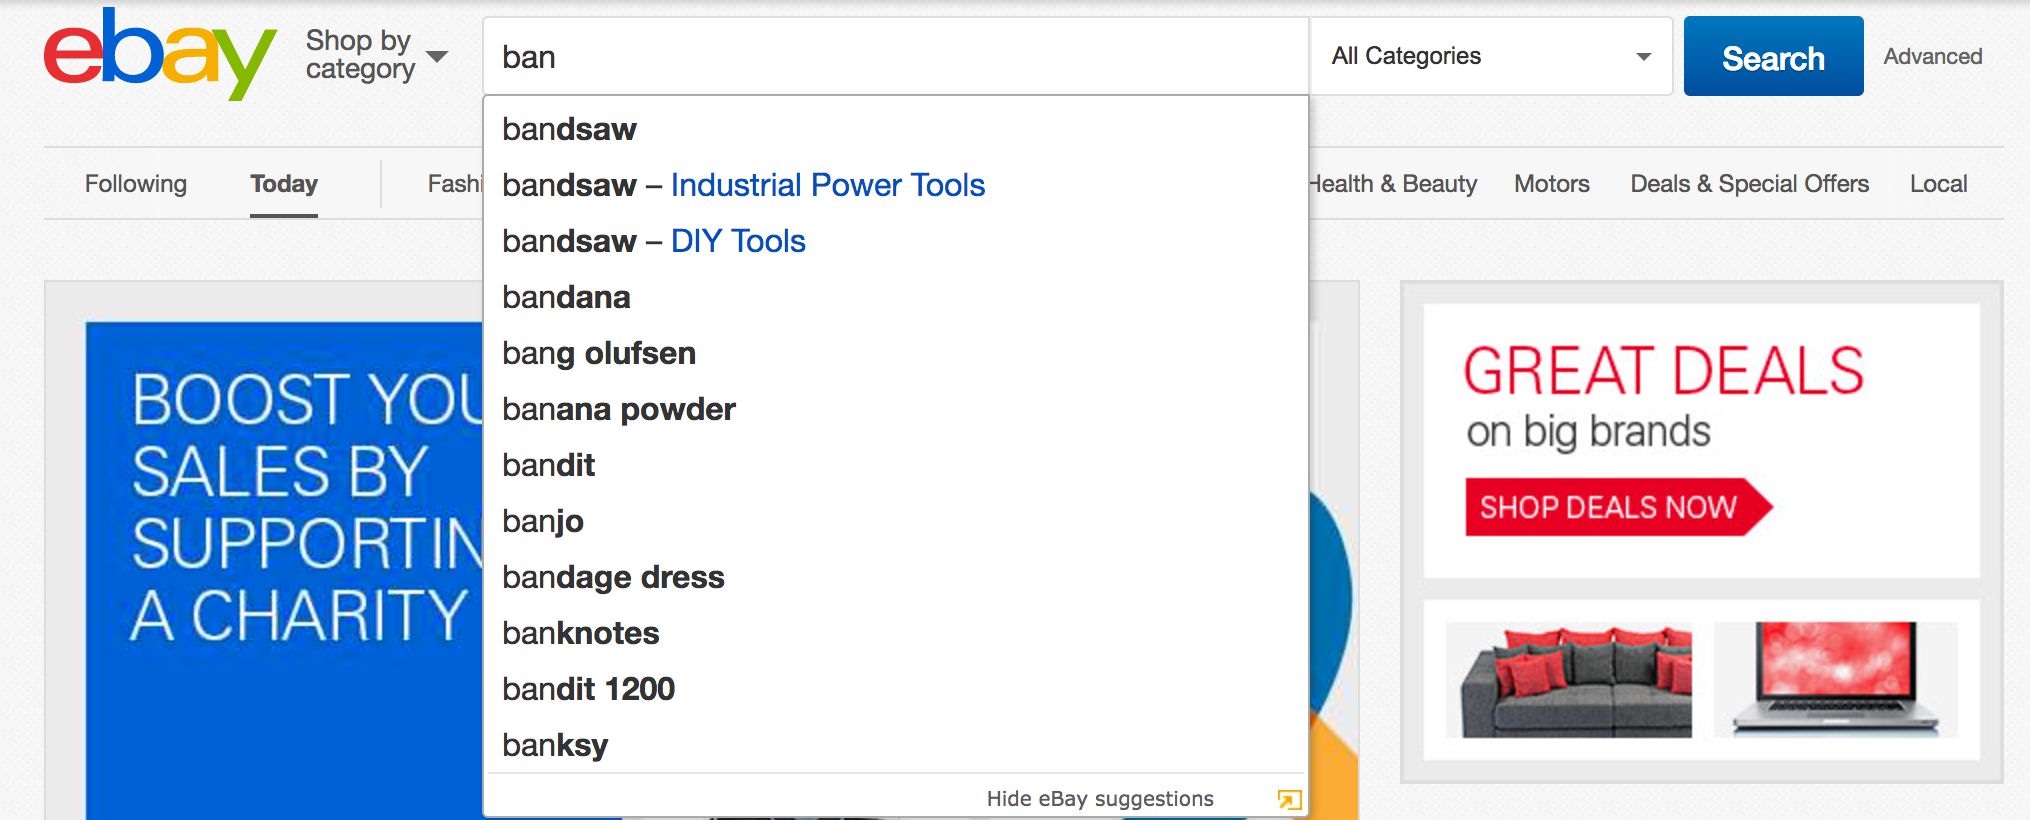 ebay
Shop by
category
ban
All Categories
Search
Advanced
Following
Today
Fashi
Health & Beauty
Motors
Deals & Special Offers
Local
bandsaw
bandsaw – Industrial Power Tools
bandsaw – DIY Tools
bandana
bang olufsen
banana powder
bandit
banjo
bandage dress
banknotes
bandit 1200
banksy
Hide eBay suggestions
BOOST YOU
SALES BY
SUPPORTIN
A CHARITY
GREAT DEALS
on big brands
SHOP DEALS NOW